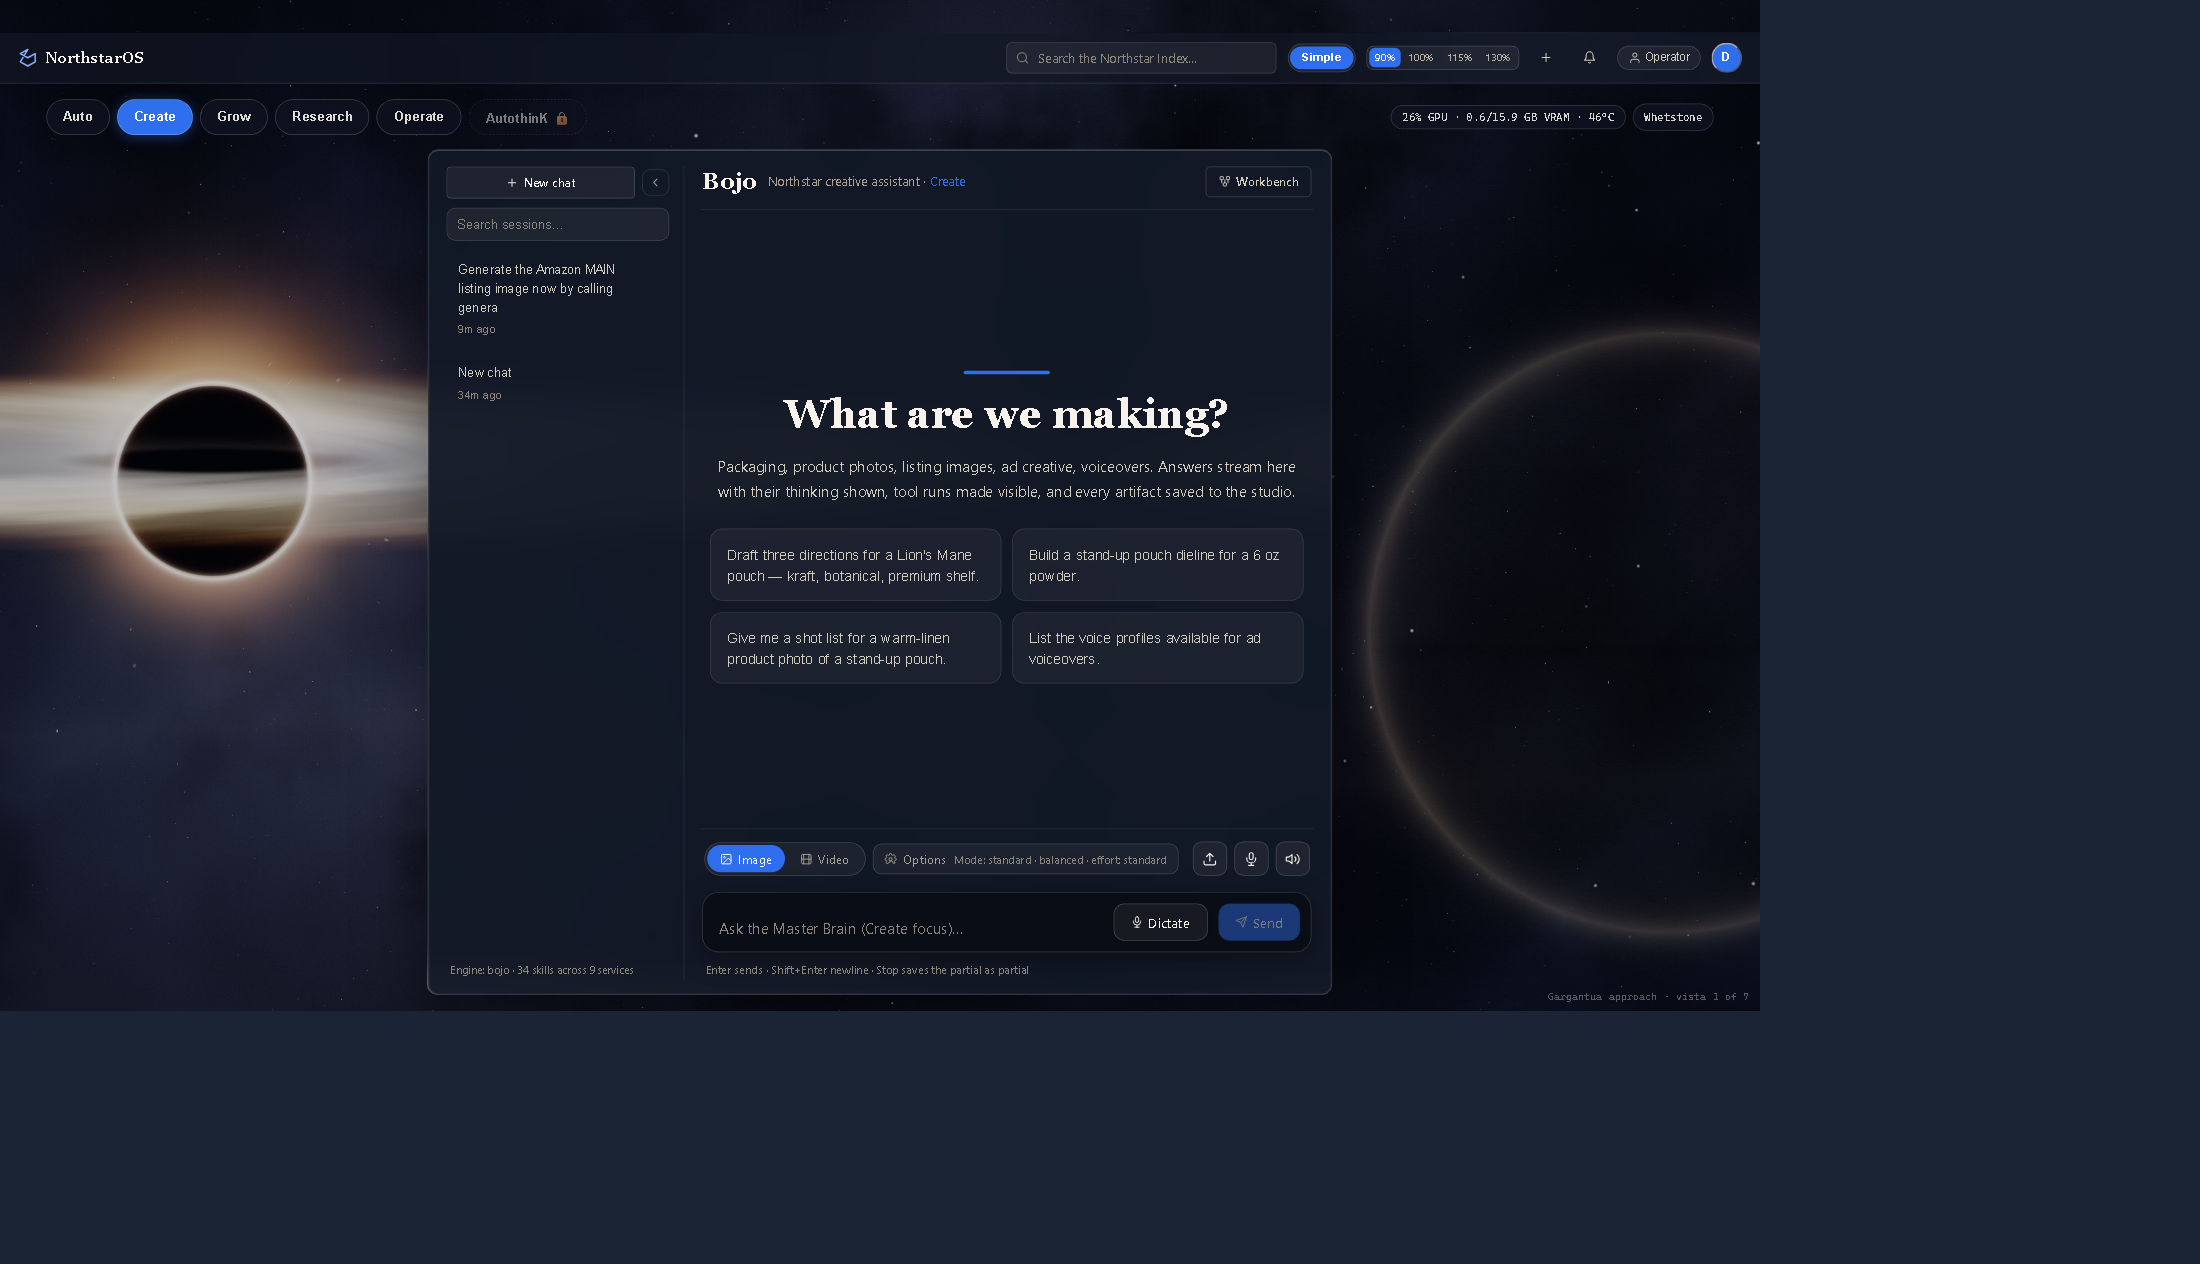 NorthstarOS
Search the Northstar Index...
Simple
90% 100% 115% 130%
Operator
D
Auto
Create
Grow
Research
Operate
AutothinK
26% GPU · 0.6/15.9 GB VRAM · 46°C
Whetstone
New chat
Search sessions...
Generate the Amazon MAIN
listing image now by calling
genera
9m ago
New chat
34m ago
Engine: bojo · 34 skills across 9 services
Bojo
Northstar creative assistant · Create
Workbench
What are we making?
Packaging, product photos, listing images, ad creative, voiceovers. Answers stream here
with their thinking shown, tool runs made visible, and every artifact saved to the studio.
Draft three directions for a Lion's Mane
pouch — kraft, botanical, premium shelf.
Build a stand-up pouch dieline for a 6 oz
powder.
Give me a shot list for a warm-linen
product photo of a stand-up pouch.
List the voice profiles available for ad
voiceovers.
Image
Video
Options Mode: standard · balanced · effort: standard
Ask the Master Brain (Create focus)...
Dictate
Send
Enter sends · Shift+Enter newline · Stop saves the partial as partial
Gargantua approach · vista 1 of 7